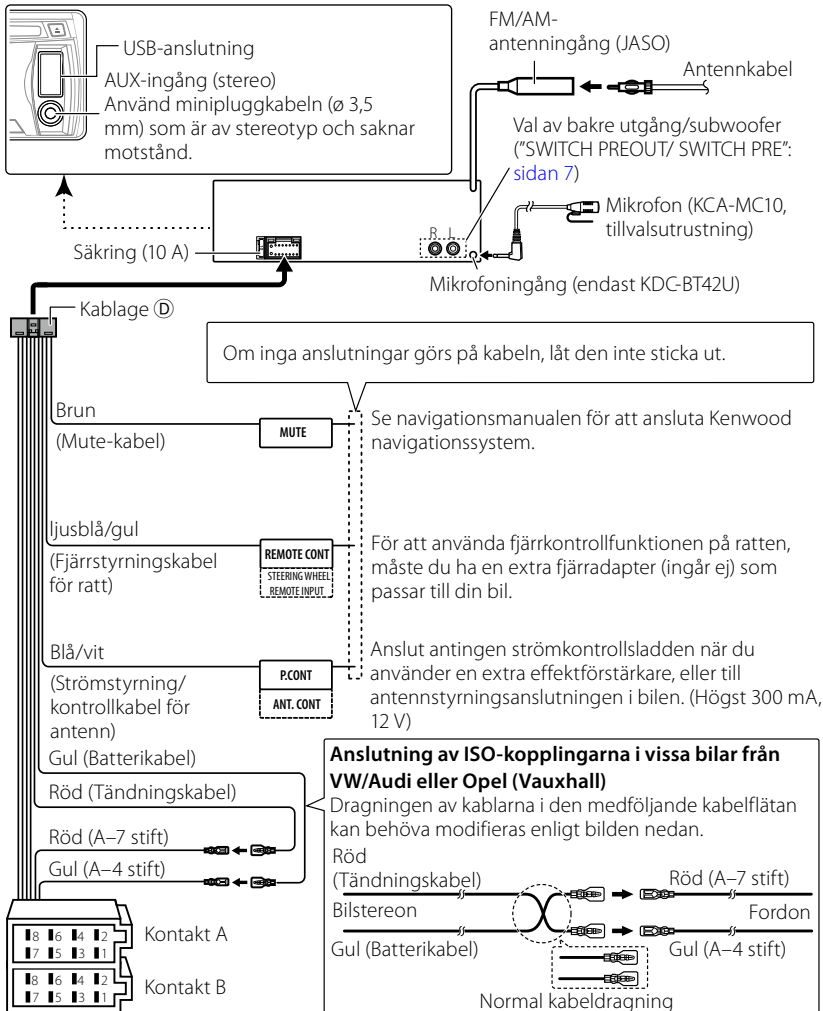 USB-anslutning
AUX-ingång (stereo)
Använd minipluggkabeln (ø 3,5
mm) som är av stereotyp och saknar
motstånd.
FM/AM-
antenningång (JASO)
Antennkabel
Val av bakre utgång/subwoofer
("SWITCH PREOUT/ SWITCH PRE":
sidan 7)
R L
Mikrofon (KCA-MC10,
tillvalsutrustning)
Säkring (10 A)
Mikrofoningång (endast KDC-BT42U)
Kablage Ⓓ
Om inga anslutningar görs på kabeln, låt den inte sticka ut.
Brun
(Mute-kabel)
MUTE
Se navigationsmanualen för att ansluta Kenwood
navigationssystem.
ljusblå/gul
(Fjärrstyrningskabel
för ratt)
REMOTE CONT
STEERING WHEEL
REMOTE INPUT
För att använda fjärrkontrollfunktionen på ratten,
måste du ha en extra fjärradapter (ingår ej) som
passar till din bil.
Blå/vit
(Strömstyrning/
kontrollkabel för
antenn)
P.CONT
ANT. CONT
Anslut antingen strömkontrollsladden när du
använder en extra effektförstärkare, eller till
antennstyrningsanslutningen i bilen. (Högst 300 mA,
12 V)
Gul (Batterikabel)
Röd (Tändningskabel)
Röd (A–7 stift)
Gul (A–4 stift)
Anslutning av ISO-kopplingarna i vissa bilar från
VW/Audi eller Opel (Vauxhall)
Dragningen av kablarna i den medföljande kabelflätan
kan behöva modifieras enligt bilden nedan.
Röd
(Tändningskabel)
Röd (A–7 stift)
Bilstereon
Fordon
Gul (Batterikabel)
Gul (A–4 stift)
Normal kabeldragning
8 6 4 2
7 5 3 1
Kontakt A
8 6 4 2
7 5 3 1
Kontakt B